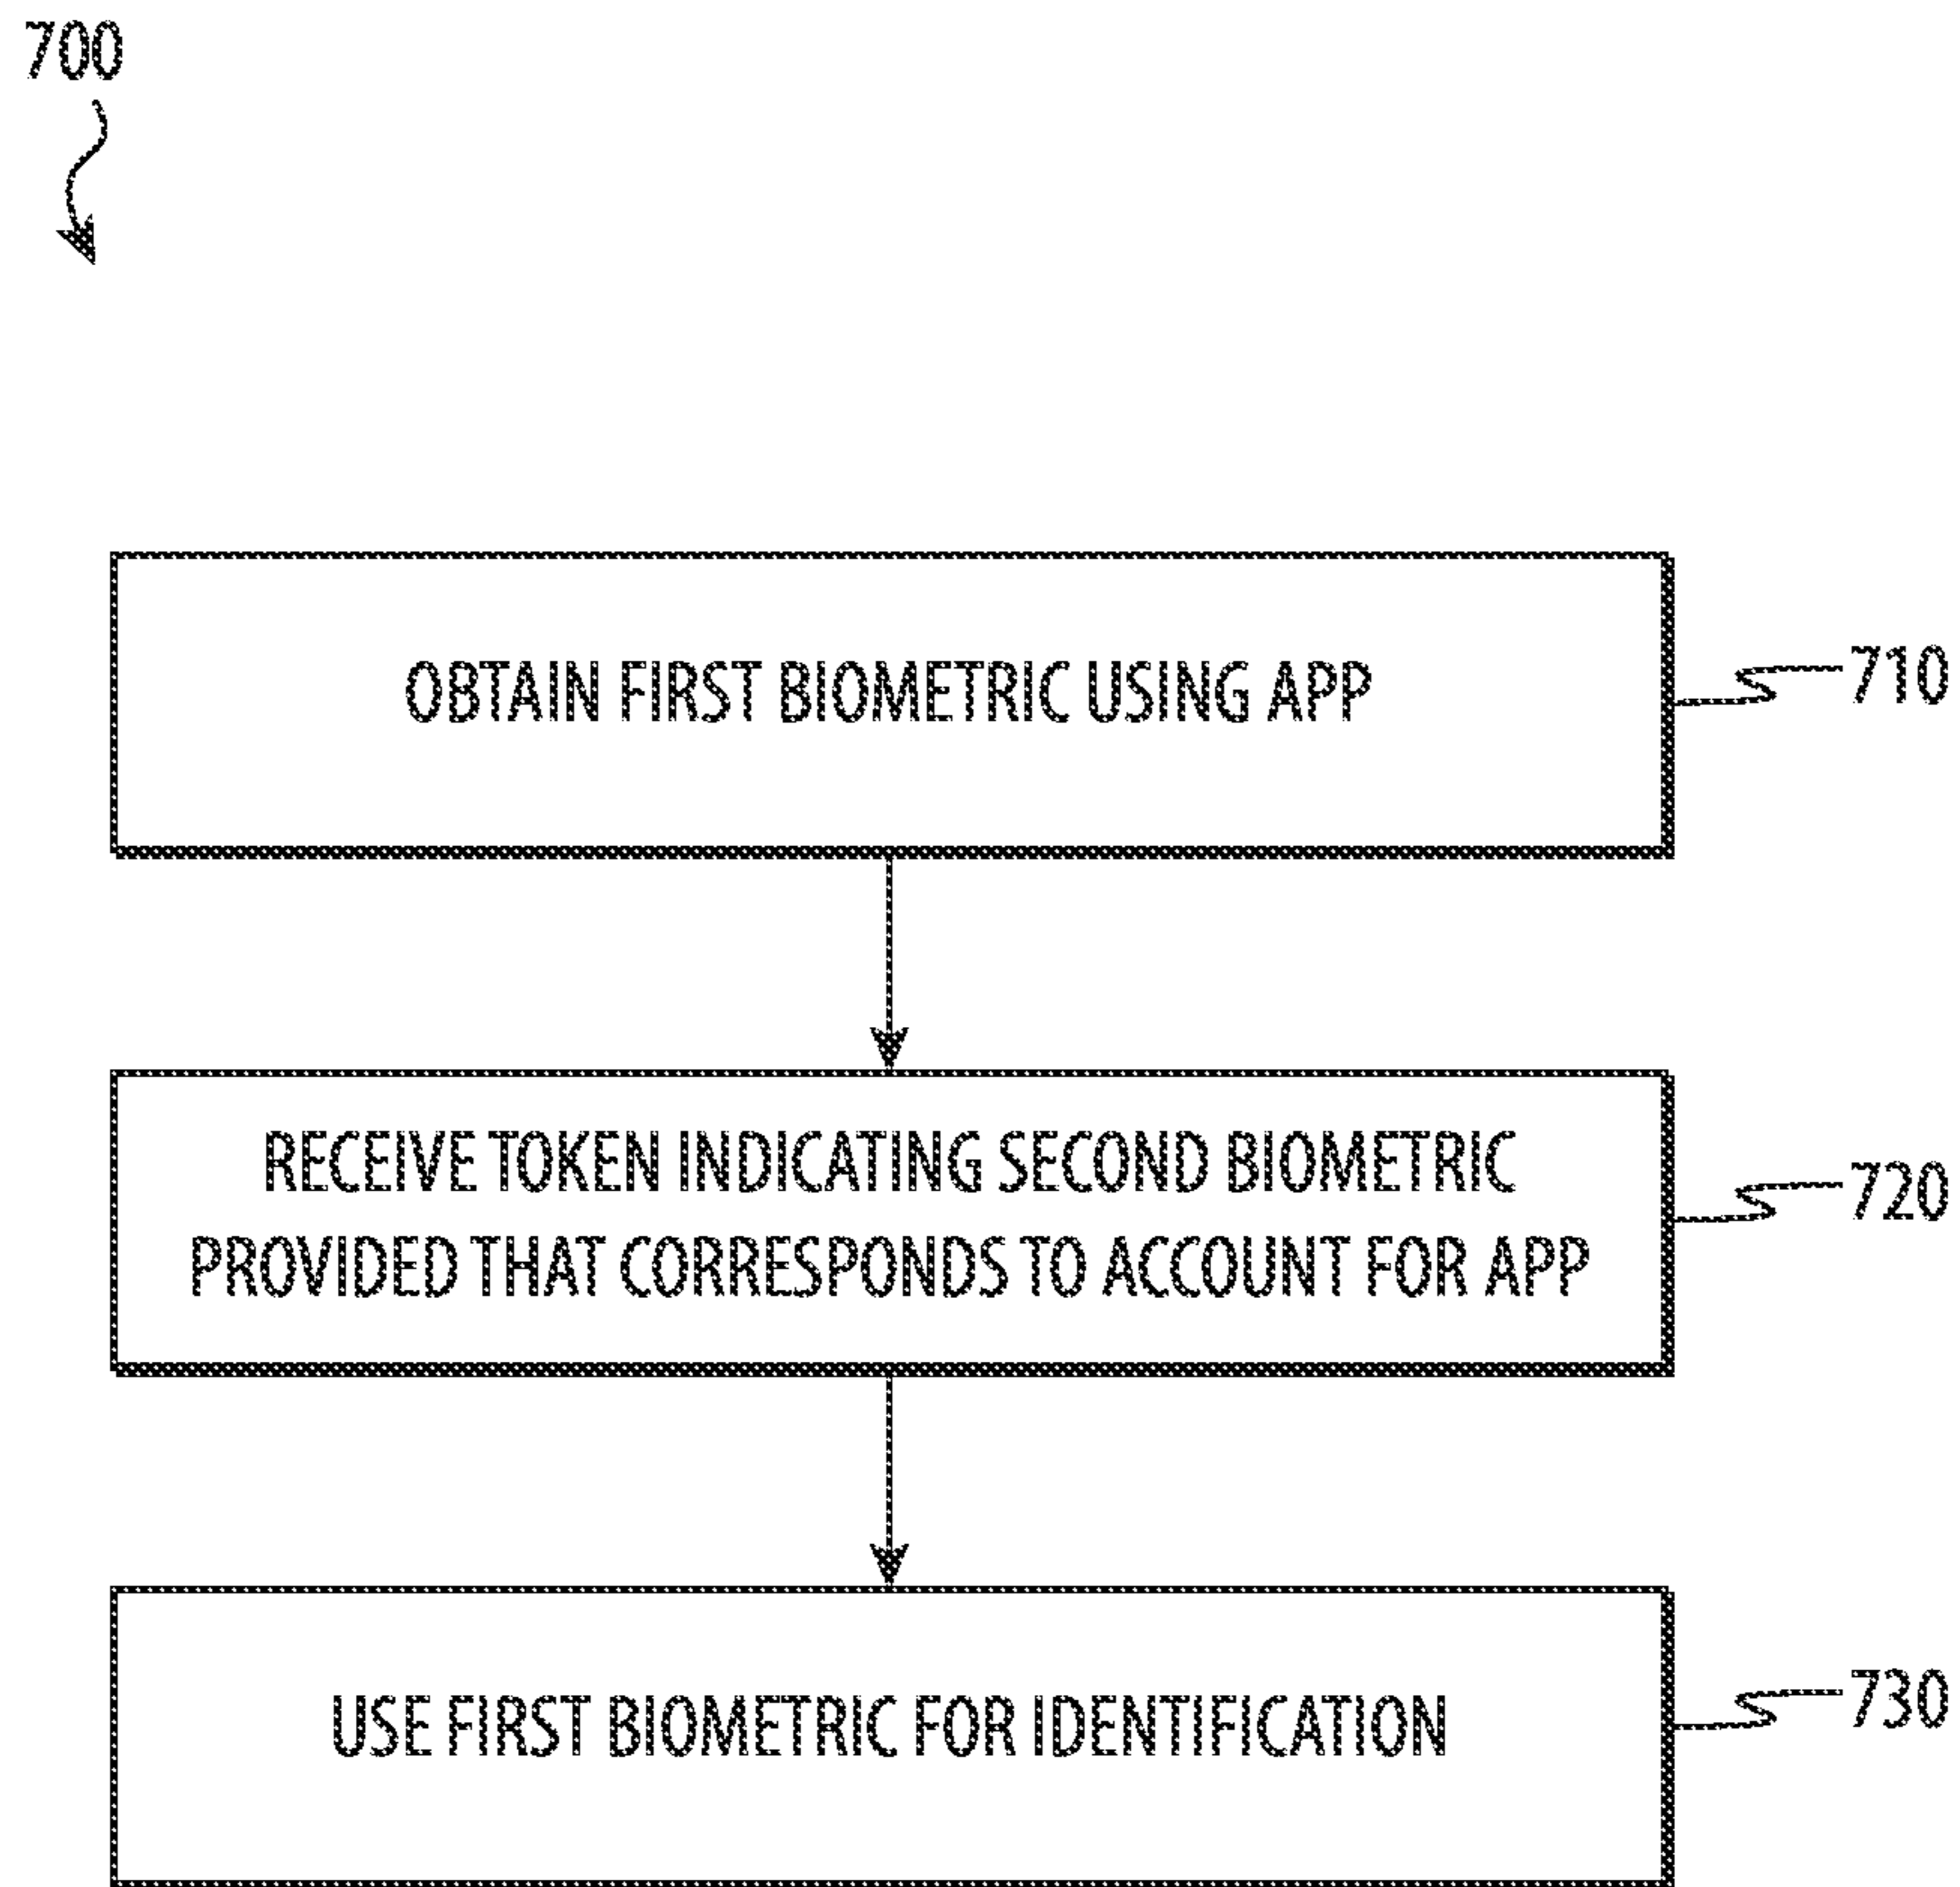 700
OBTAIN FIRST BIOMETRIC USING APP
710
RECEIVE TOKEN INDICATING SECOND BIOMETRIC
PROVIDED THAT CORRESPONDS TO ACCOUNT FOR APP
720
USE FIRST BIOMETRIC FOR IDENTIFICATION
730